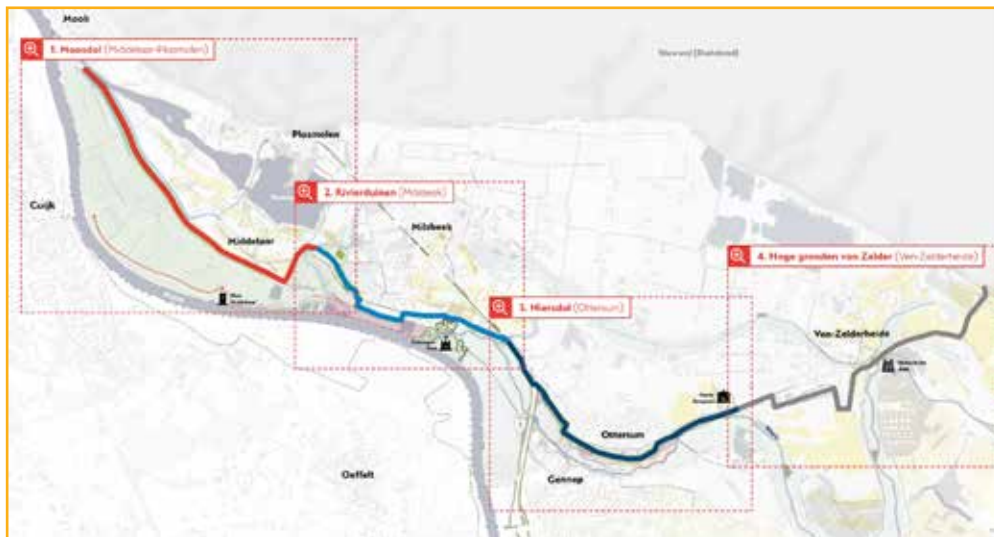 Mook
1. Maasdal (Middelaar-Plasmolen)
Plasmolen
2. Rivierduinen (Milsbeek)
Cuijk
Middelaar
Milsbeek
4. Hoge gronden van Zelder (Ven-Zelderheide)
3. Niersdal (Ottersum)
Ven-Zelderheide
Ottersum
Gennep
Oeffelt